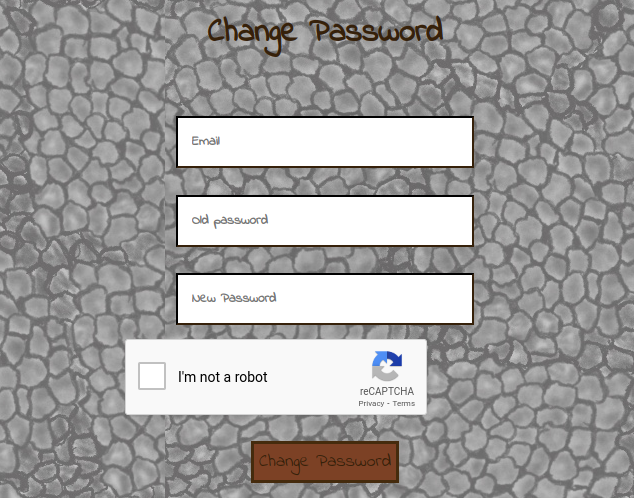 Change Password
Email
Old password
New Password
I'm not a robot
reCAPTCHA
Privacy - Terms
Change Password